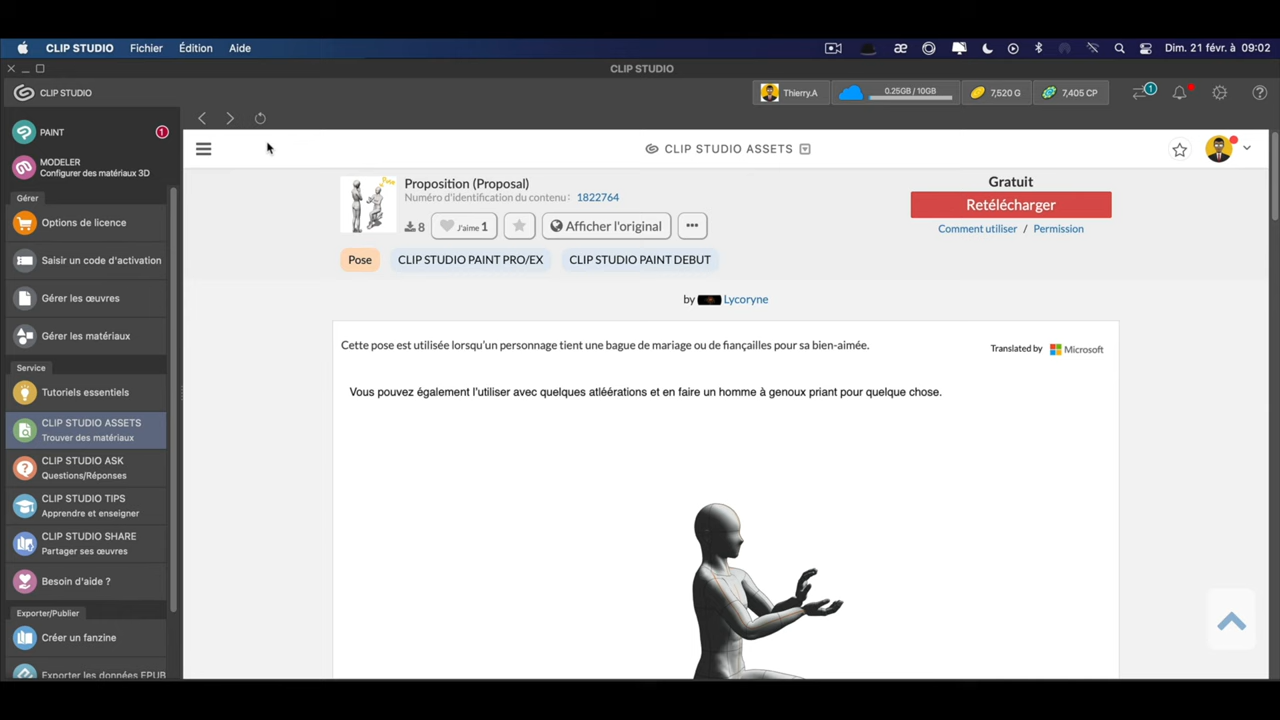 CLIP STUDIO Fichier Édition Aide
Dim. 21 févr à 09:02
CLIP STUDIO
CLIP STUDIO
Thierry.A
0.25GB / 10GB
7,520 G
7,405 CP
1
PAINT
1
MODELER
Configurer des matériaux 3D
Gérer
Options de licence
Saisir un code d'activation
Gérer les œuvres
Gérer les matériaux
Service
Tutoriels essentiels
CLIP STUDIO ASSETS
Trouver des matériaux
CLIP STUDIO ASK
Questions/Réponses
CLIP STUDIO TIPS
Apprendre et enseigner
CLIP STUDIO SHARE
Partager ses œuvres
Besoin d'aide ?
Exporter/Publier
Créer un fanzine
Exporter les données EPUB
CLIP STUDIO ASSETS
Pose
Proposition (Proposal)
Numéro d'identification du contenu : 1822764
8
J'aime 1
Afficher l'original
Gratuit
Retélécharger
Comment utiliser / Permission
Pose
CLIP STUDIO PAINT PRO/EX
CLIP STUDIO PAINT DEBUT
by Lycoryne
Cette pose est utilisée lorsqu'un personnage tient une bague de mariage ou de fiançailles pour sa bien-aimée.
Translated by Microsoft
Vous pouvez également l'utiliser avec quelques atléérations et en faire un homme à genoux priant pour quelque chose.